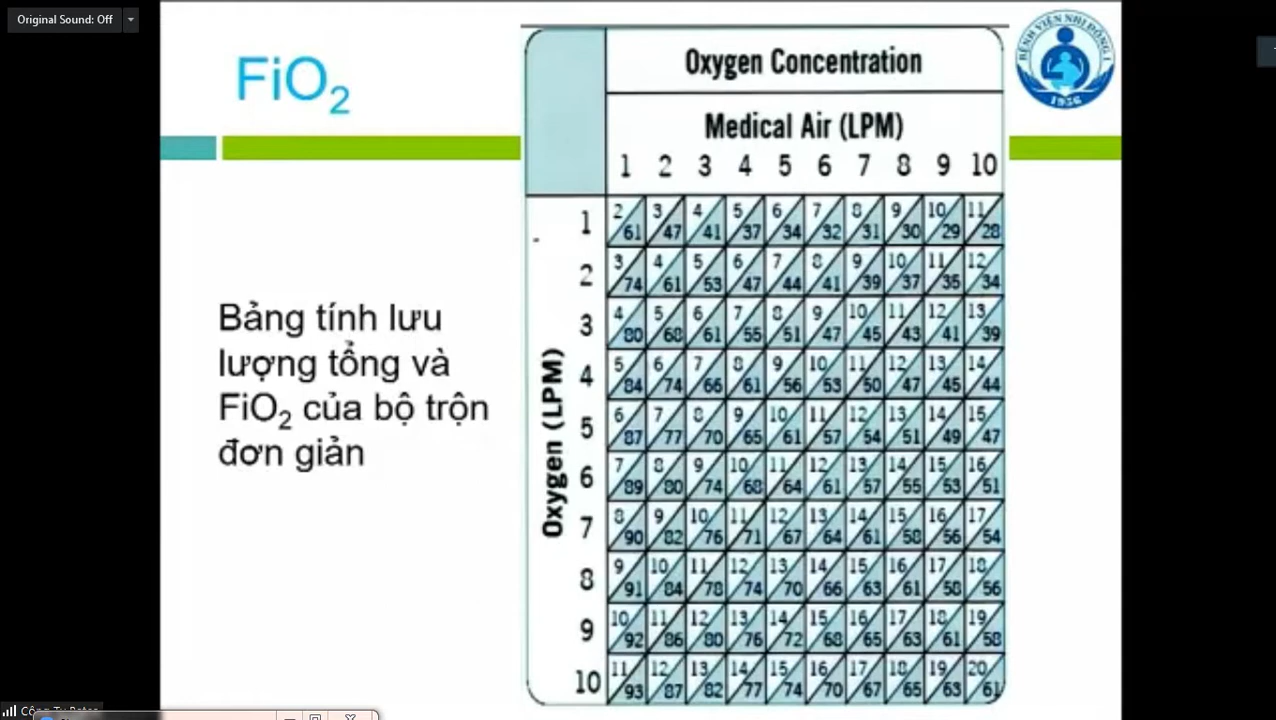 Original Sound: Off
FiO2
BỆNH VIỆN NHI ĐỒNG 1
1956
Bảng tính lưu
lượng tổng và
FiO2 của bộ trộn
đơn giản
Oxygen Concentration
Medical Air (LPM)
1 2 3 4 5 6 7 8 9 10
Oxygen (LPM)
1 2/61 3/47 4/41 5/37 6/34 7/32 8/31 9/30 10/29 11/28
2 3/74 4/61 5/53 6/47 7/44 8/41 9/39 10/37 11/35 12/34
3 4/80 5/68 6/61 7/55 8/51 9/47 10/45 11/43 12/41 13/39
4 5/84 6/74 7/66 8/61 9/56 10/53 11/50 12/47 13/45 14/44
5 6/87 7/77 8/70 9/65 10/61 11/57 12/54 13/51 14/49 15/47
6 7/89 8/80 9/74 10/68 11/64 12/61 13/57 14/55 15/53 16/51
7 8/90 9/82 10/76 11/71 12/67 13/64 14/61 15/58 16/56 17/54
8 9/91 10/84 11/78 12/74 13/70 14/66 15/63 16/61 17/58 18/56
9 10/92 11/86 12/80 13/76 14/72 15/68 16/65 17/63 18/61 19/58
10 11/93 12/87 13/82 14/77 15/74 16/70 17/67 18/65 19/63 20/61